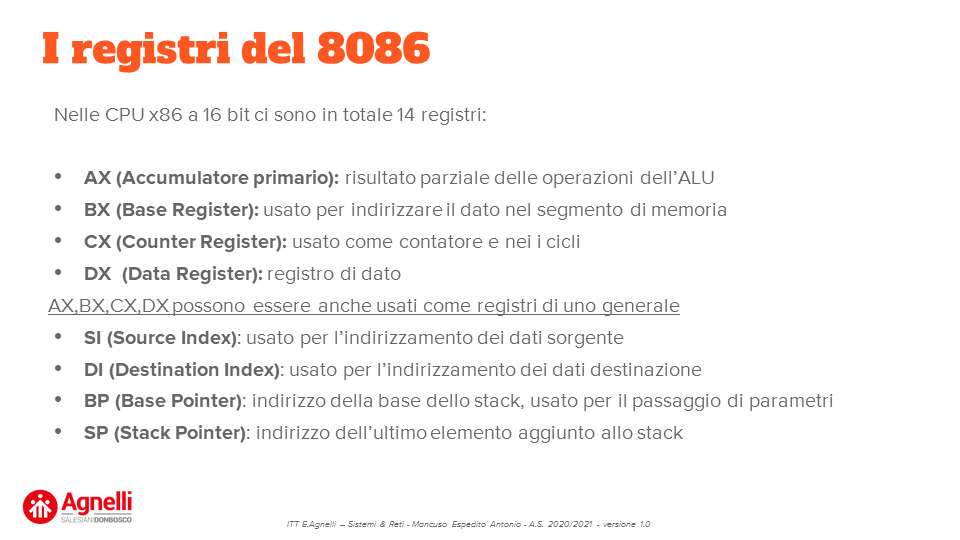 I registri del 8086
Nelle CPU x86 a 16 bit ci sono in totale 14 registri:
• AX (Accumulatore primario): risultato parziale delle operazioni dell’ALU
• BX (Base Register): usato per indirizzare il dato nel segmento di memoria
• CX (Counter Register): usato come contatore e nei i cicli
• DX (Data Register): registro di dato
AX,BX,CX,DX possono essere anche usati come registri di uno generale
• SI (Source Index): usato per l’indirizzamento dei dati sorgente
• DI (Destination Index): usato per l’indirizzamento dei dati destinazione
• BP (Base Pointer): indirizzo della base dello stack, usato per il passaggio di parametri
• SP (Stack Pointer): indirizzo dell’ultimo elemento aggiunto allo stack
Agnelli
SALESIANIDONBOSCO
ITT E.Agnelli – Sistemi & Reti - Mancuso Espedito Antonio - A.S. 2020/2021 - versione 1.0